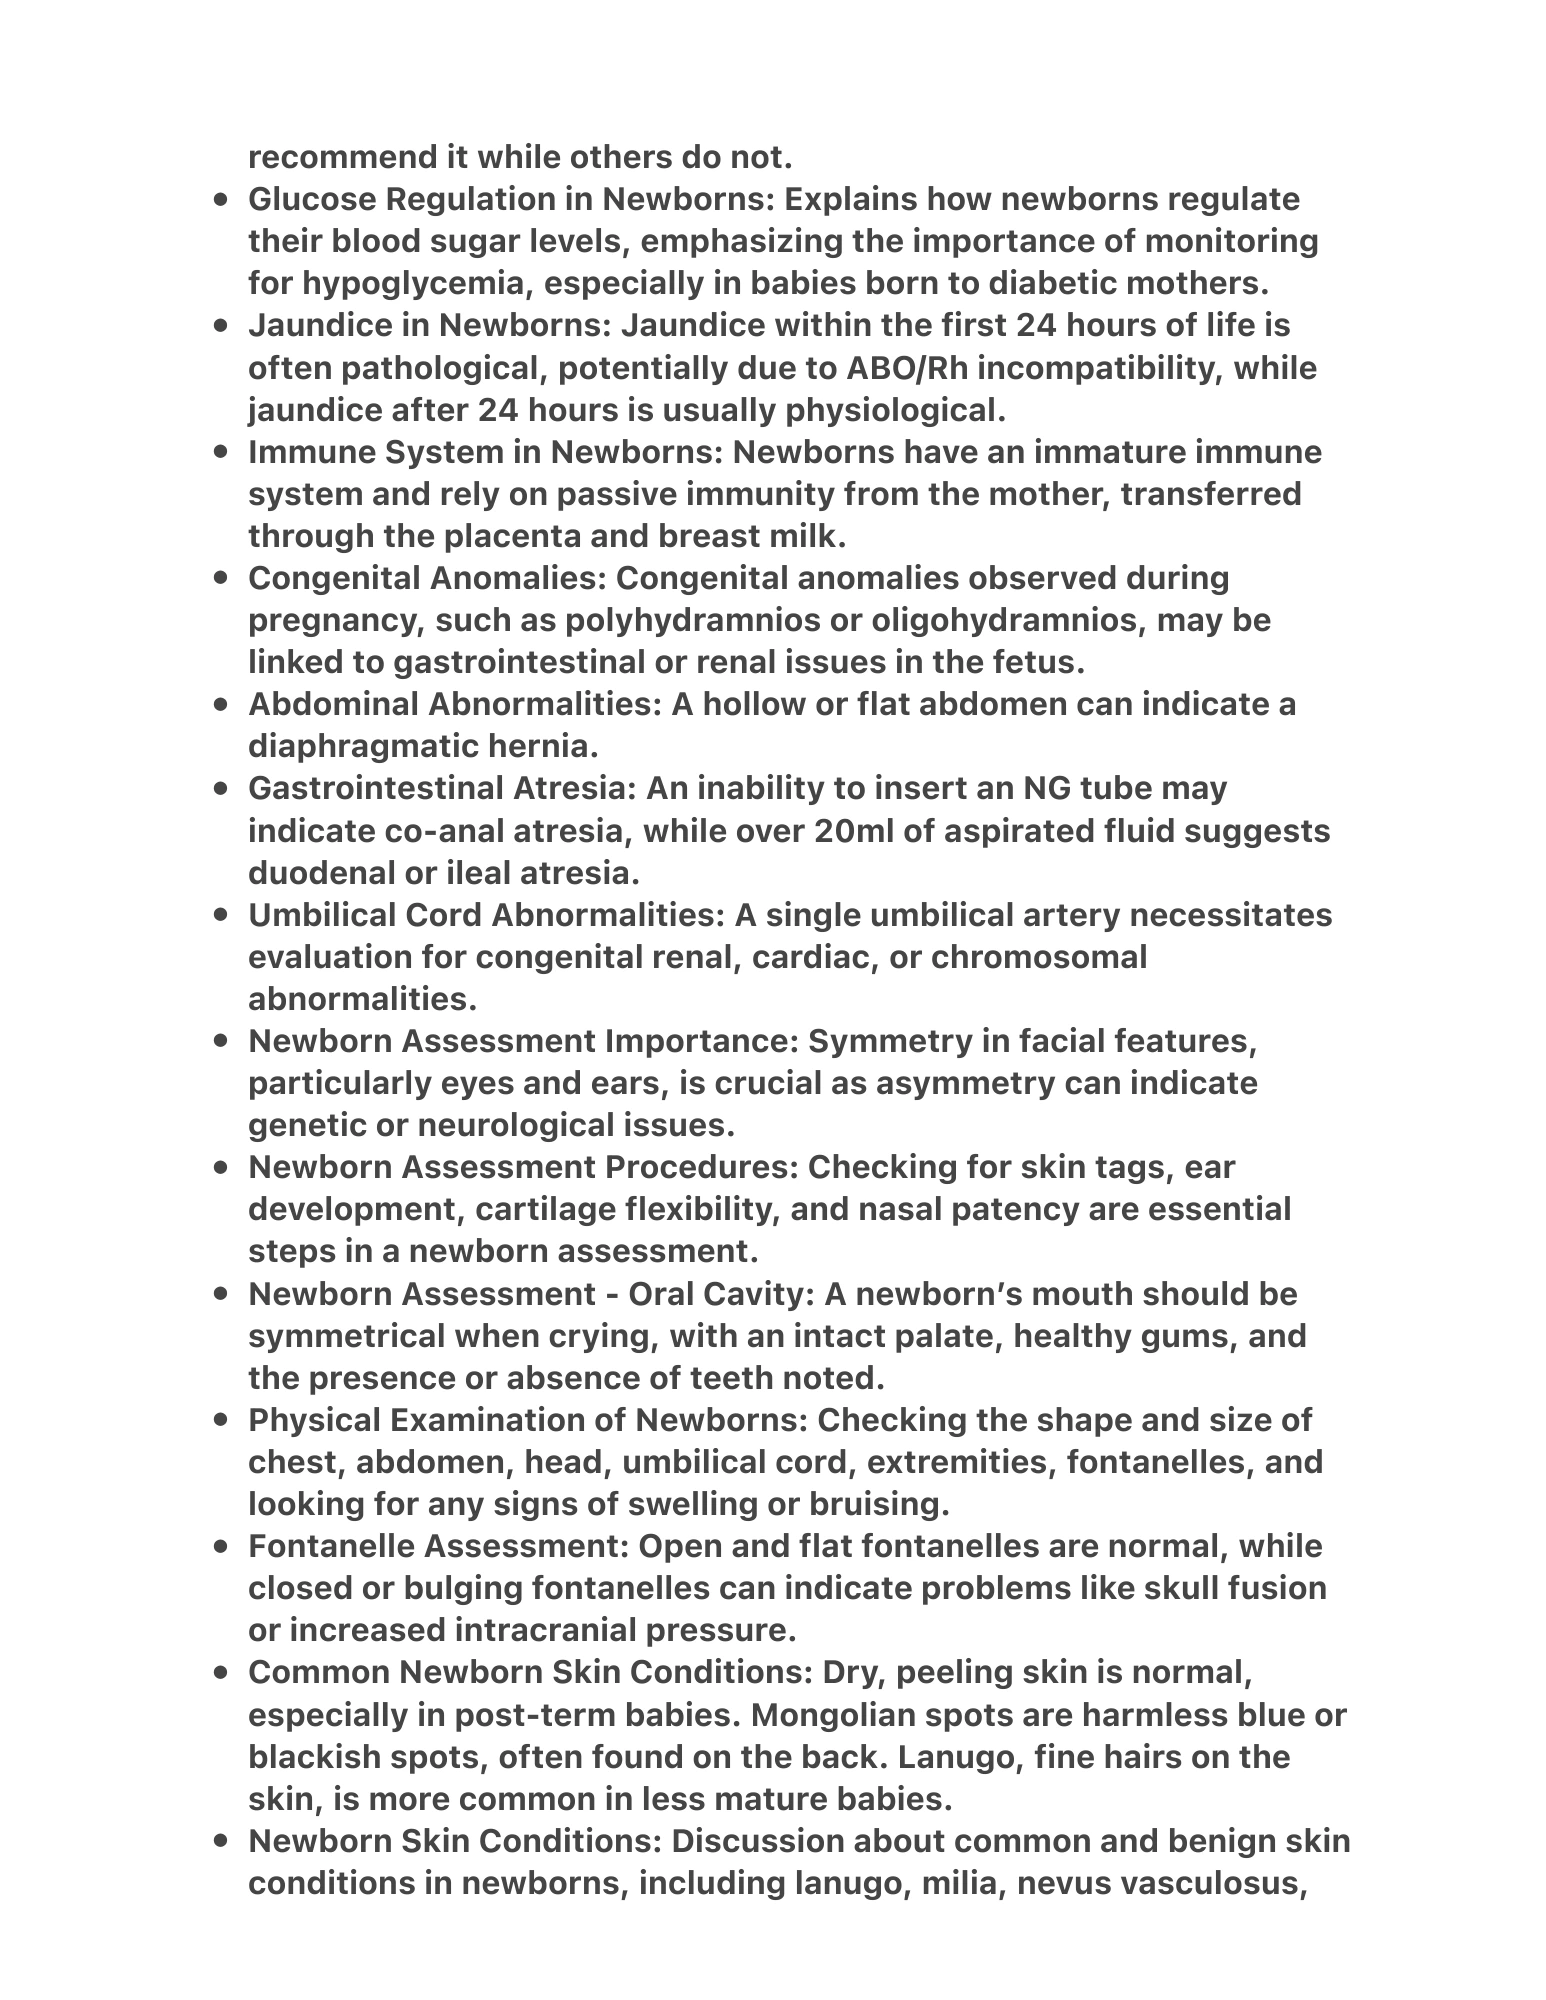 recommend it while others do not.
• Glucose Regulation in Newborns: Explains how newborns regulate
their blood sugar levels, emphasizing the importance of monitoring
for hypoglycemia, especially in babies born to diabetic mothers.
• Jaundice in Newborns: Jaundice within the first 24 hours of life is
often pathological, potentially due to ABO/Rh incompatibility, while
jaundice after 24 hours is usually physiological.
• Immune System in Newborns: Newborns have an immature immune
system and rely on passive immunity from the mother, transferred
through the placenta and breast milk.
• Congenital Anomalies: Congenital anomalies observed during
pregnancy, such as polyhydramnios or oligohydramnios, may be
linked to gastrointestinal or renal issues in the fetus.
• Abdominal Abnormalities: A hollow or flat abdomen can indicate a
diaphragmatic hernia.
• Gastrointestinal Atresia: An inability to insert an NG tube may
indicate co-anal atresia, while over 20ml of aspirated fluid suggests
duodenal or ileal atresia.
• Umbilical Cord Abnormalities: A single umbilical artery necessitates
evaluation for congenital renal, cardiac, or chromosomal
abnormalities.
• Newborn Assessment Importance: Symmetry in facial features,
particularly eyes and ears, is crucial as asymmetry can indicate
genetic or neurological issues.
• Newborn Assessment Procedures: Checking for skin tags, ear
development, cartilage flexibility, and nasal patency are essential
steps in a newborn assessment.
• Newborn Assessment - Oral Cavity: A newborn’s mouth should be
symmetrical when crying, with an intact palate, healthy gums, and
the presence or absence of teeth noted.
• Physical Examination of Newborns: Checking the shape and size of
chest, abdomen, head, umbilical cord, extremities, fontanelles, and
looking for any signs of swelling or bruising.
• Fontanelle Assessment: Open and flat fontanelles are normal, while
closed or bulging fontanelles can indicate problems like skull fusion
or increased intracranial pressure.
• Common Newborn Skin Conditions: Dry, peeling skin is normal,
especially in post-term babies. Mongolian spots are harmless blue or
blackish spots, often found on the back. Lanugo, fine hairs on the
skin, is more common in less mature babies.
• Newborn Skin Conditions: Discussion about common and benign skin
conditions in newborns, including lanugo, milia, nevus vasculosus,